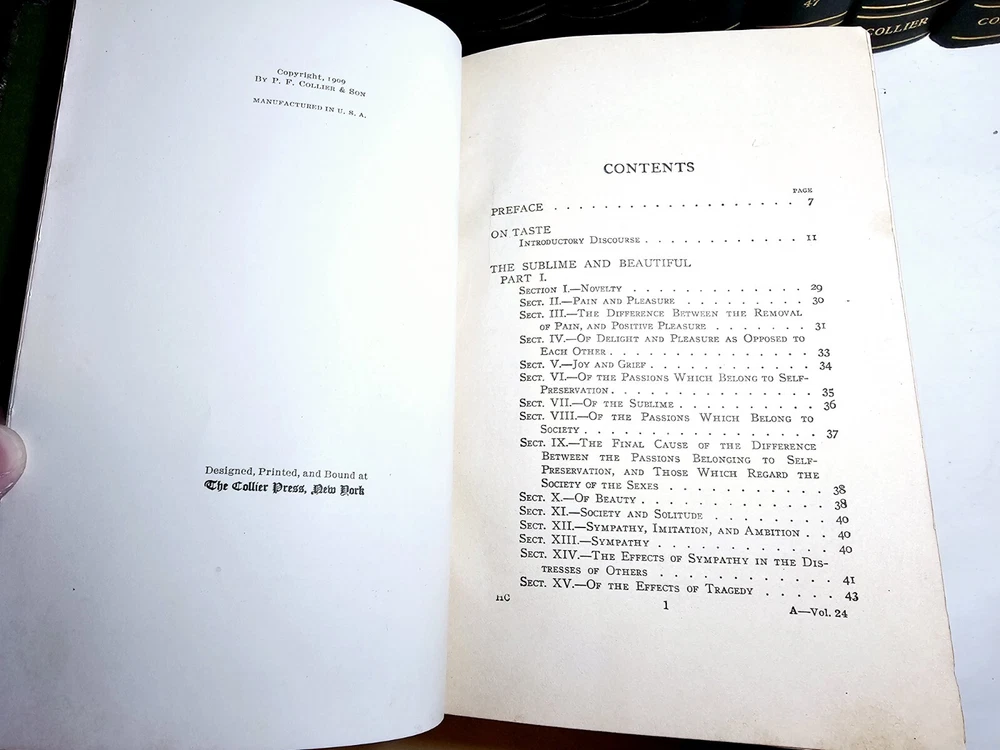 47
COLLIER
CO
Copyright, 1909
By P. F. Collier & Son
MANUFACTURED IN U. S. A.
Designed, Printed, and Bound at
The Collier Press, New York
CONTENTS
PAGE
PREFACE . . . . . . . . . . . . . . . . . . . . 7
ON TASTE
Introductory Discourse . . . . . . . . . . . . . 11
THE SUBLIME AND BEAUTIFUL
PART I.
Section I.—Novelty . . . . . . . . . . . . . . 29
Sect. II.—Pain and Pleasure . . . . . . . . . 30
Sect. III.—The Difference Between the Removal
of Pain, and Positive Pleasure . . . . . . . 31
Sect. IV.—Of Delight and Pleasure as Opposed to
Each Other . . . . . . . . . . . . . . . . 33
Sect. V.—Joy and Grief . . . . . . . . . . . . . 34
Sect. VI.—Of the Passions Which Belong to Self-
Preservation . . . . . . . . . . . . . . . . 35
Sect. VII.—Of the Sublime . . . . . . . . . . . 36
Sect. VIII.—Of the Passions Which Belong to
Society . . . . . . . . . . . . . . . . . . 37
Sect. IX.—The Final Cause of the Difference
Between the Passions Belonging to Self-
Preservation, and Those Which Regard the
Society of the Sexes . . . . . . . . . . . . 38
Sect. X.—Of Beauty . . . . . . . . . . . . . . 38
Sect. XI.—Society and Solitude . . . . . . . . 40
Sect. XII.—Sympathy, Imitation, and Ambition . . 40
Sect. XIII.—Sympathy . . . . . . . . . . . . . 40
Sect. XIV.—The Effects of Sympathy in the Dis-
tresses of Others . . . . . . . . . . . . . 41
Sect. XV.—Of the Effects of Tragedy . . . . . 43
HC
1
A—Vol. 24